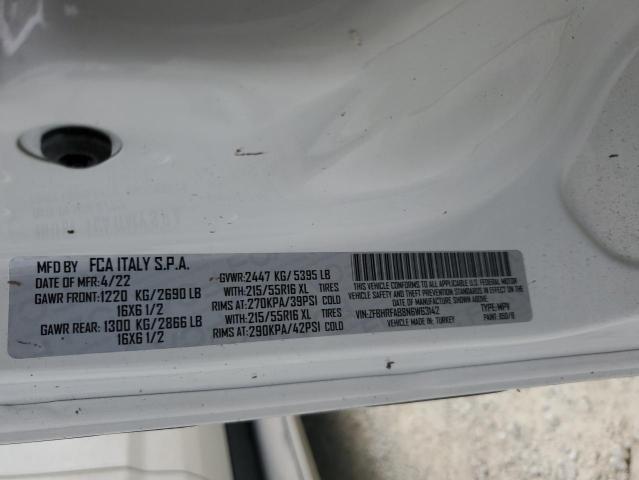 MFD BY FCA ITALY S.P.A.
DATE OF MFR: 4/22 GVWR: 2447 KG/ 5395 LB
GAWR FRONT: 1220 KG/2690 LB WITH: 215/55R16 XL TIRES
16X6 1/2 RIMS AT: 270KPA/39PSI COLD
GAWR REAR: 1300 KG/2866 LB WITH: 215/55R16 XL TIRES
16X6 1/2 RIMS AT: 290KPA/42PSI COLD
THIS VEHICLE CONFORMS TO ALL APPLICABLE U.S. FEDERAL MOTOR
VEHICLE SAFETY STANDARDS IN EFFECT ON THE
DATE OF MANUFACTURE SHOWN ABOVE.
VIN: ZFBHRFAB8N6W63142 TYPE: MPV
VEHICLE MADE IN: TURKEY PAINT: